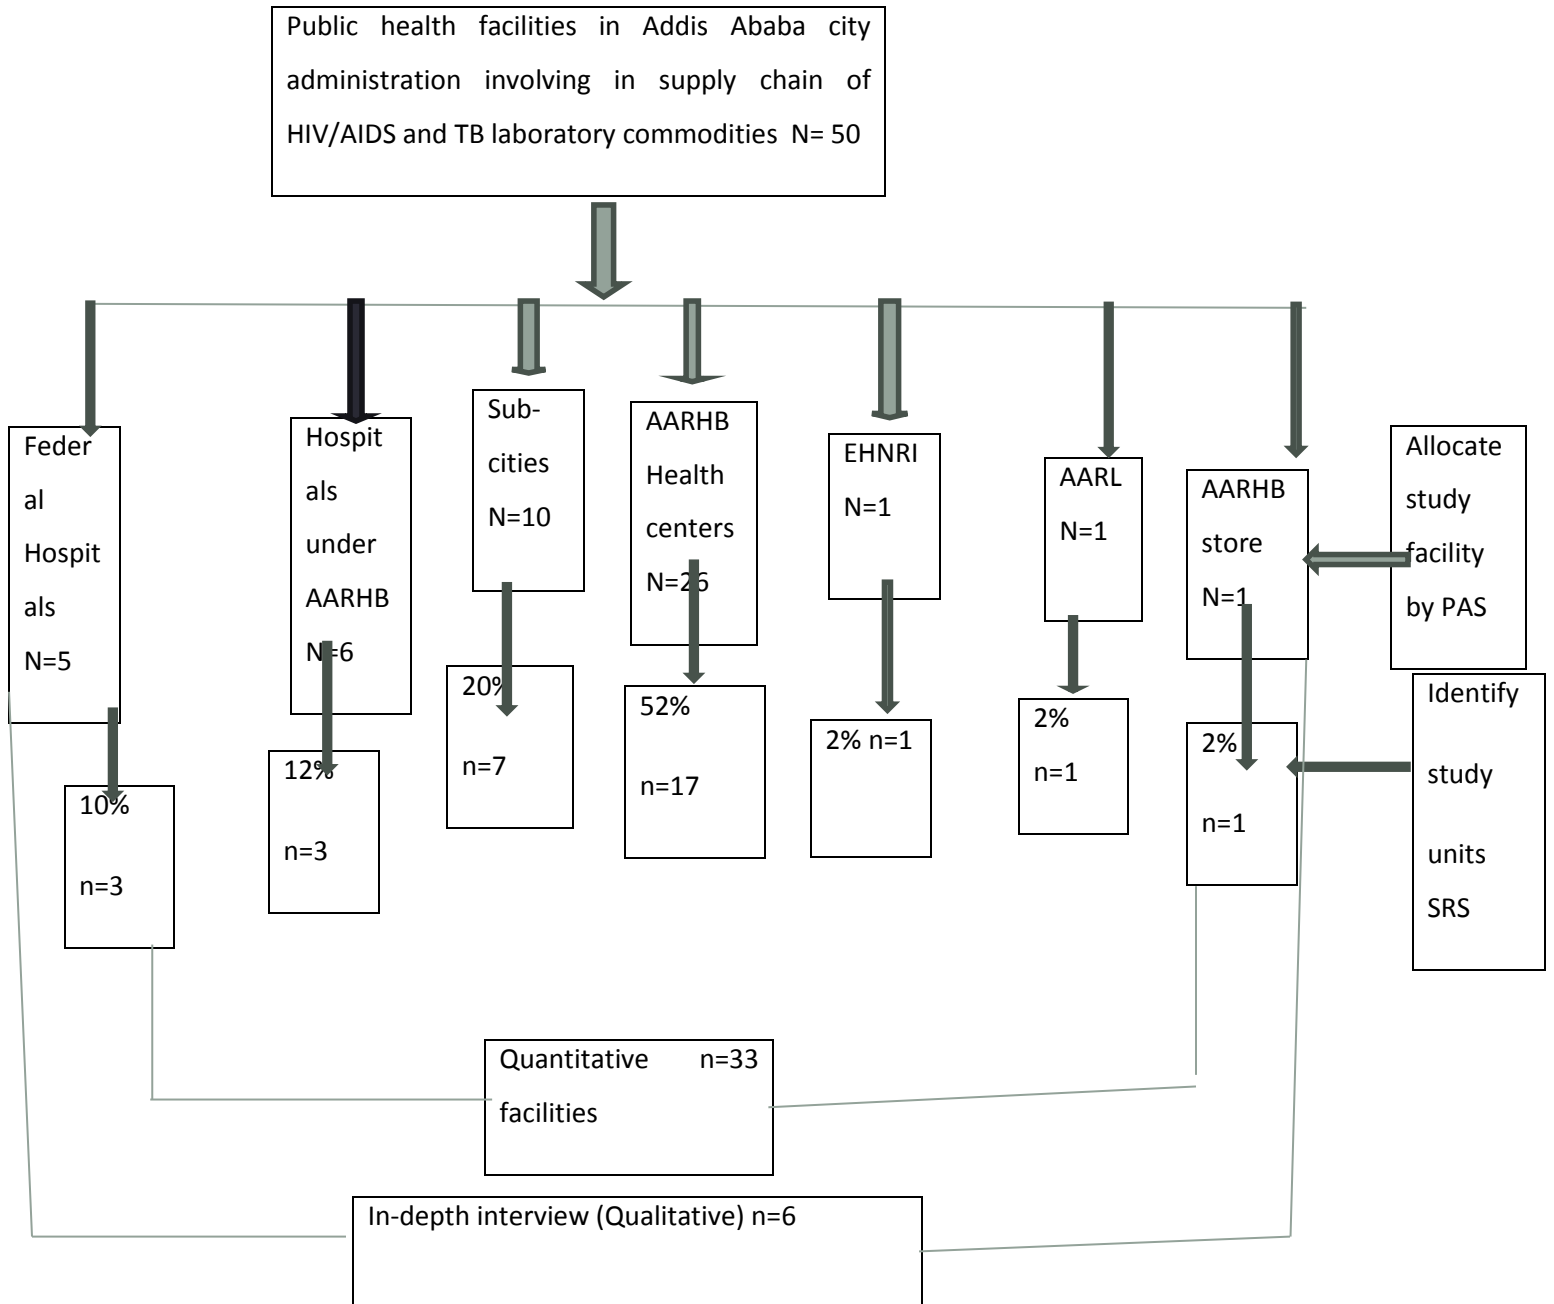 Public health facilities in Addis Ababa city
administration involving in supply chain of
HIV/AIDS and TB laboratory commodities N= 50
Feder
al
Hospit
als
N=5
Hospit
als
under
AARHB
N=6
Sub-
cities
N=10
AARHB
Health
centers
N=26
EHNRI
N=1
AARL
N=1
AARHB
store
N=1
Allocate
study
facility
by PAS
10%
n=3
12%
n=3
20%
n=7
52%
n=17
2% n=1
2%
n=1
2%
n=1
Identify
study
units
SRS
Quantitative n=33
facilities
In-depth interview (Qualitative) n=6